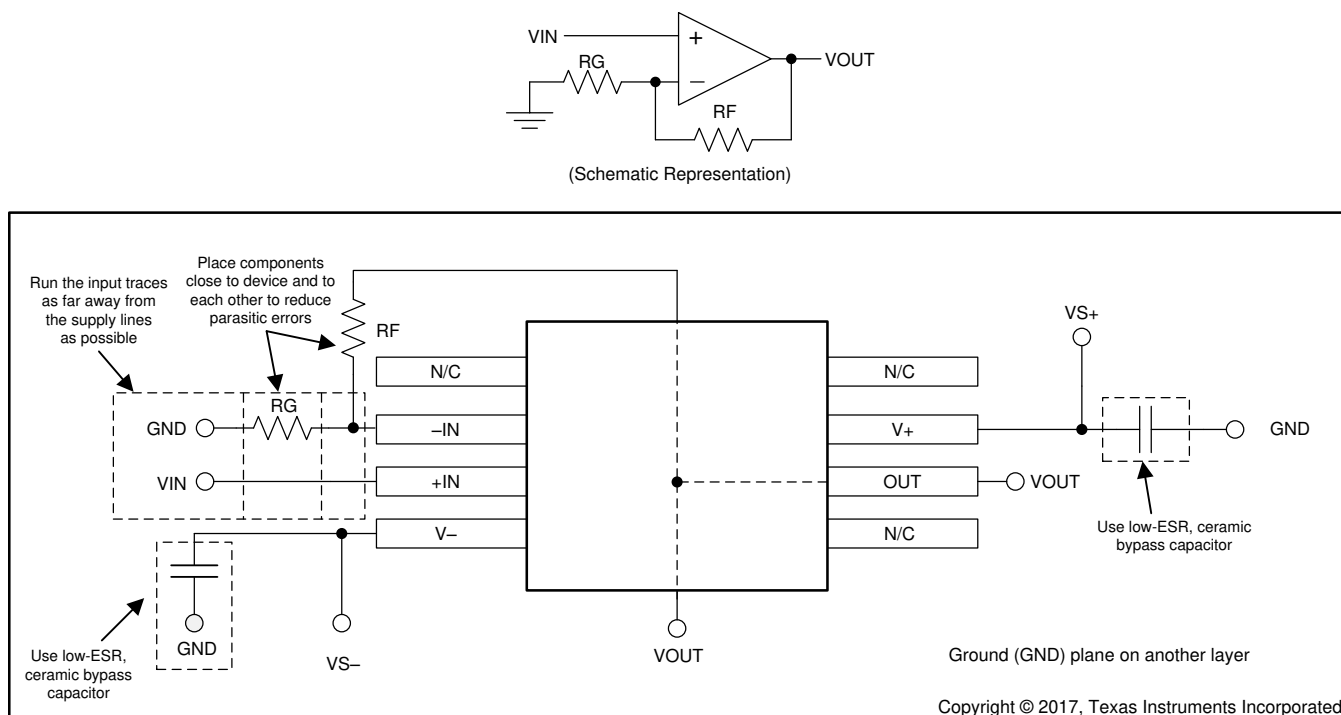 VIN
+
RG
VOUT
−
RF
(Schematic Representation)
Run the input traces
as far away from
the supply lines
as possible
Place components
close to device and to
each other to reduce
parasitic errors
RF
VS+
N/C
N/C
RG
GND
–IN
V+
GND
VIN
+IN
OUT
VOUT
V–
N/C
Use low-ESR, ceramic
bypass capacitor
GND
Use low-ESR,
ceramic bypass
capacitor
VS–
VOUT
Ground (GND) plane on another layer
Copyright © 2017, Texas Instruments Incorporated